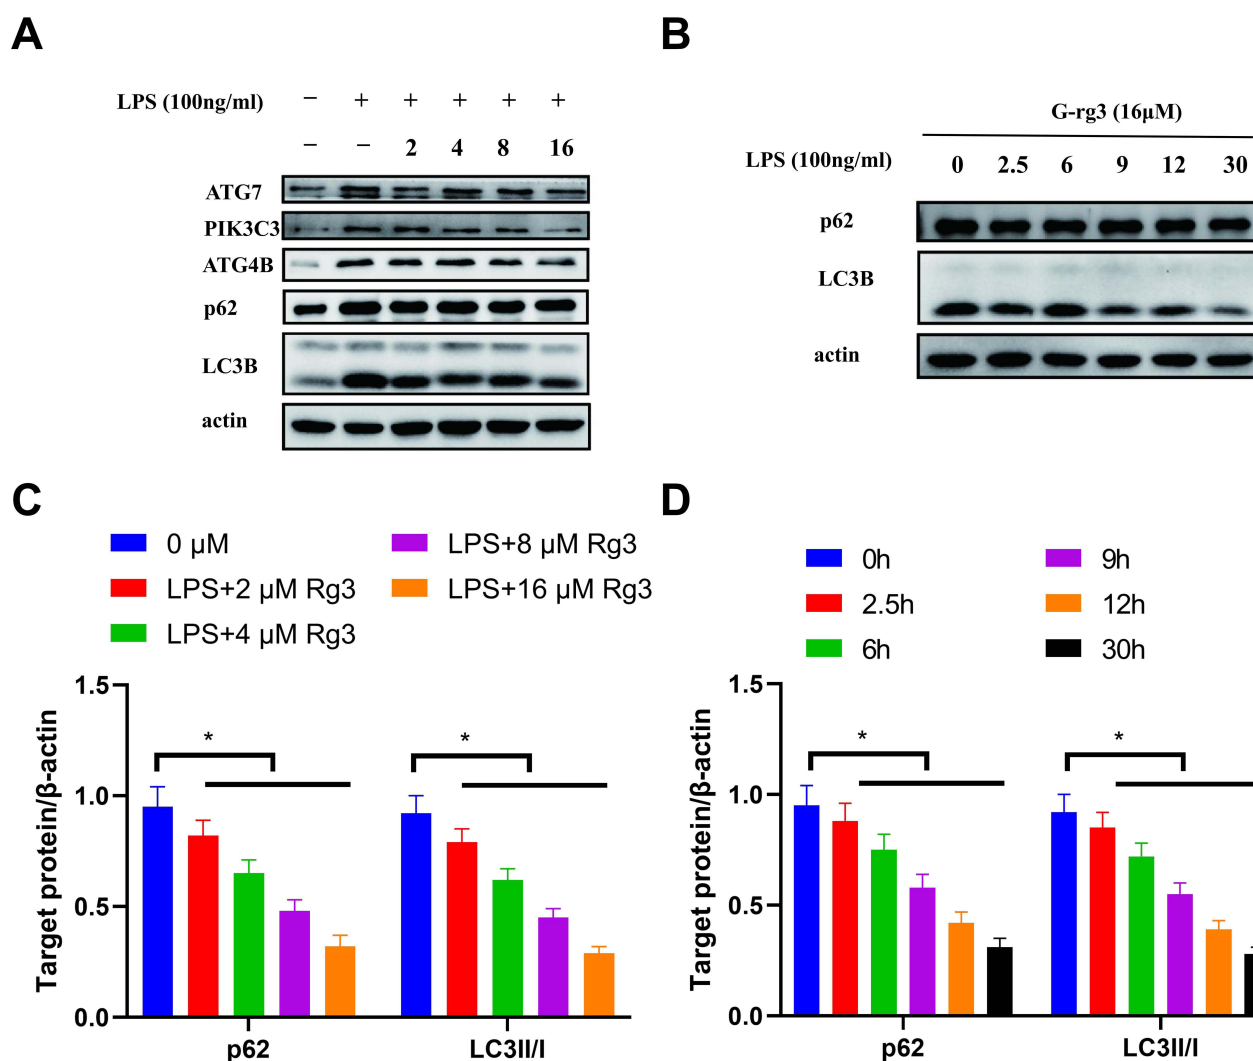 A
LPS (100ng/ml) – + + + + +
– – 2 4 8 16
ATG7
PIK3C3
ATG4B
p62
LC3B
actin
B
G-rg3 (16μM)
LPS (100ng/ml) 0 2.5 6 9 12 30
p62
LC3B
actin
C
0 μM
LPS+2 μM Rg3
LPS+4 μM Rg3
LPS+8 μM Rg3
LPS+16 μM Rg3
Target protein/β-actin
1.5
1.0
0.5
0.0
*
*
p62 LC3II/I
D
0h
2.5h
6h
9h
12h
30h
Target protein/β-actin
1.5
1.0
0.5
0.0
*
*
p62 LC3II/I